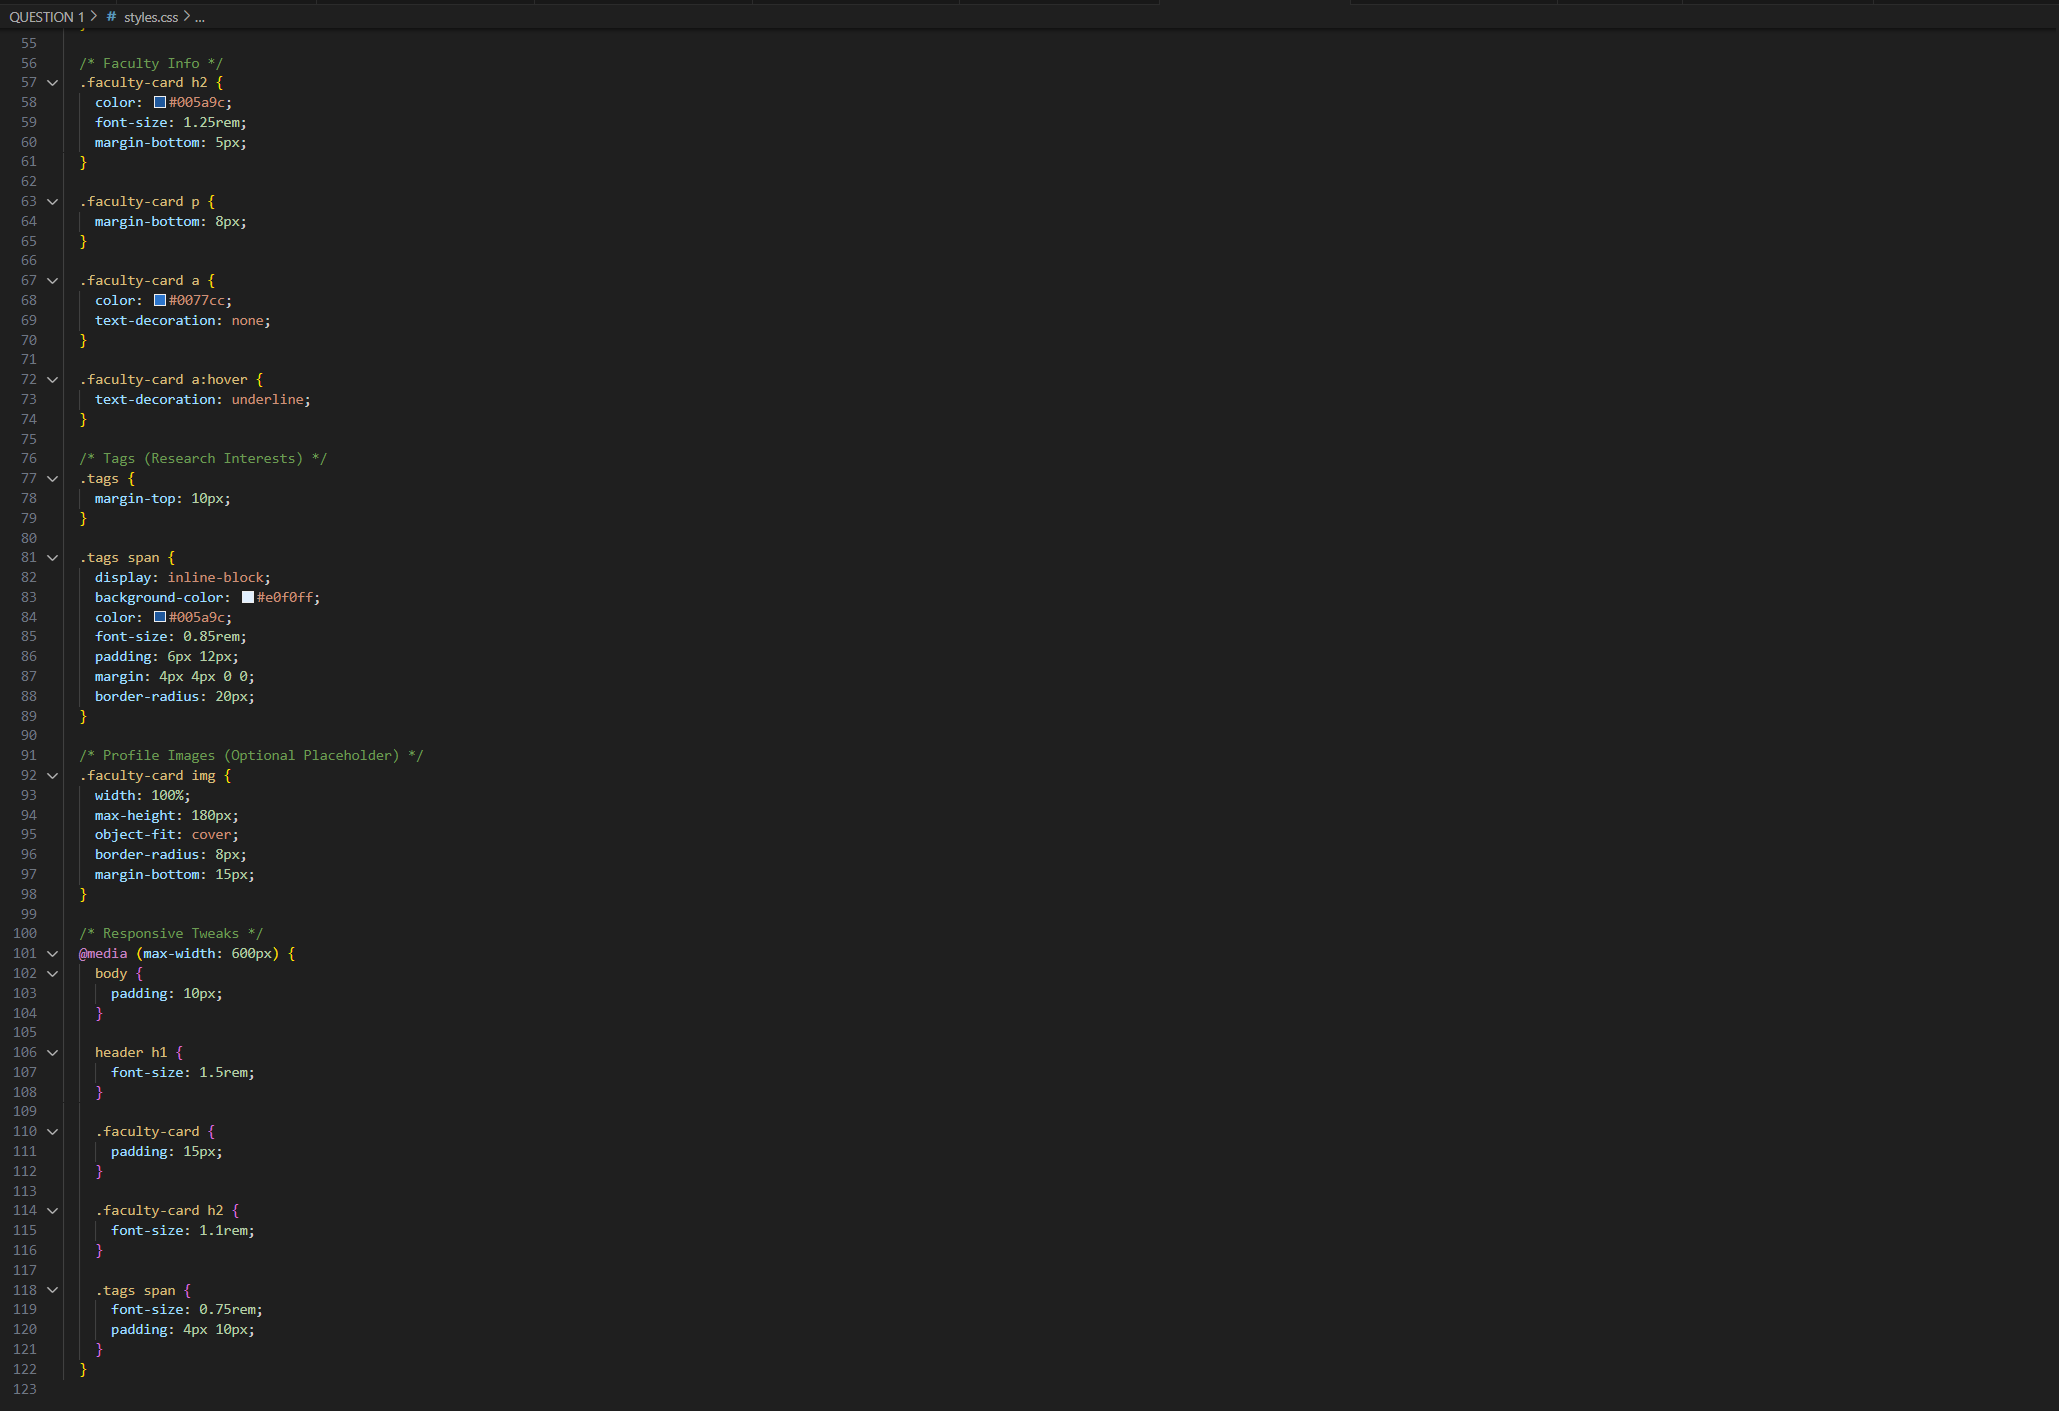 QUESTION 1 > # styles.css > ...
55
56 /* Faculty Info */
57 .faculty-card h2 {
58 color: #005a9c;
59 font-size: 1.25rem;
60 margin-bottom: 5px;
61 }
62
63 .faculty-card p {
64 margin-bottom: 8px;
65 }
66
67 .faculty-card a {
68 color: #0077cc;
69 text-decoration: none;
70 }
71
72 .faculty-card a:hover {
73 text-decoration: underline;
74 }
75
76 /* Tags (Research Interests) */
77 .tags {
78 margin-top: 10px;
79 }
80
81 .tags span {
82 display: inline-block;
83 background-color: #e0f0ff;
84 color: #005a9c;
85 font-size: 0.85rem;
86 padding: 6px 12px;
87 margin: 4px 4px 0 0;
88 border-radius: 20px;
89 }
90
91 /* Profile Images (Optional Placeholder) */
92 .faculty-card img {
93 width: 100%;
94 max-height: 180px;
95 object-fit: cover;
96 border-radius: 8px;
97 margin-bottom: 15px;
98 }
99
100 /* Responsive Tweaks */
101 @media (max-width: 600px) {
102 body {
103 padding: 10px;
104 }
105
106 header h1 {
107 font-size: 1.5rem;
108 }
109
110 .faculty-card {
111 padding: 15px;
112 }
113
114 .faculty-card h2 {
115 font-size: 1.1rem;
116 }
117
118 .tags span {
119 font-size: 0.75rem;
120 padding: 4px 10px;
121 }
122 }
123